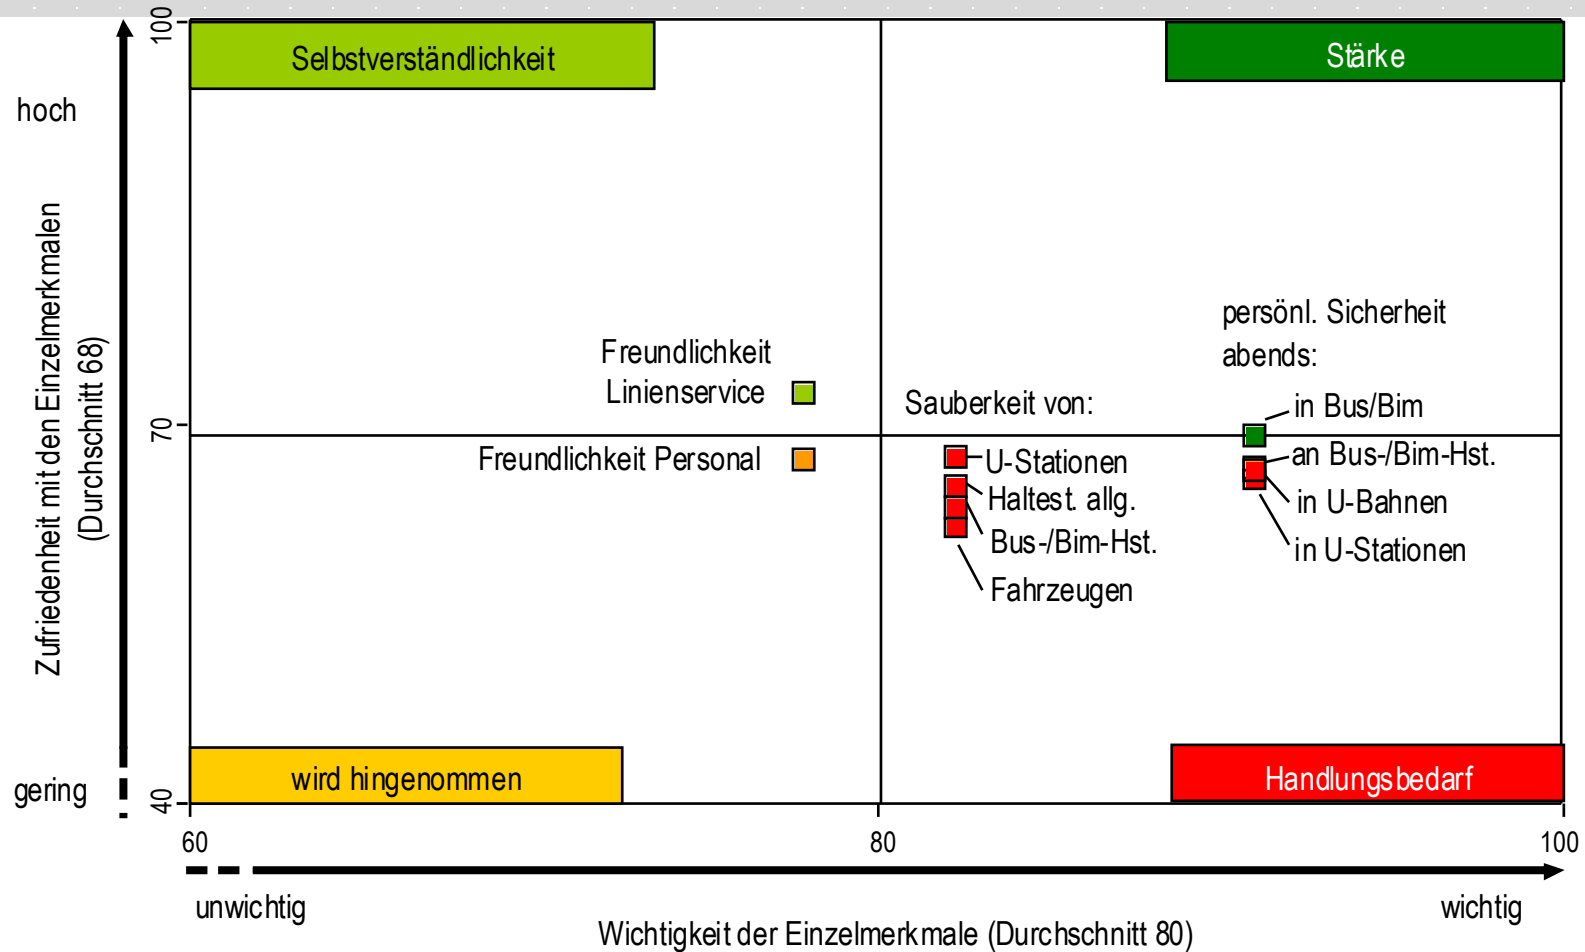 100
Selbstverständlichkeit
Stärke
hoch
Zufriedenheit mit den Einzelmerkmalen
(Durchschnitt 68)
persönl. Sicherheit
abends:
Freundlichkeit
Linienservice
Sauberkeit von:
in Bus/Bim
70
Freundlichkeit Personal
U-Stationen
an Bus-/Bim-Hst.
Haltest. allg.
in U-Bahnen
Bus-/Bim-Hst.
in U-Stationen
Fahrzeugen
wird hingenommen
Handlungsbedarf
gering
40
60
80
100
unwichtig
wichtig
Wichtigkeit der Einzelmerkmale (Durchschnitt 80)